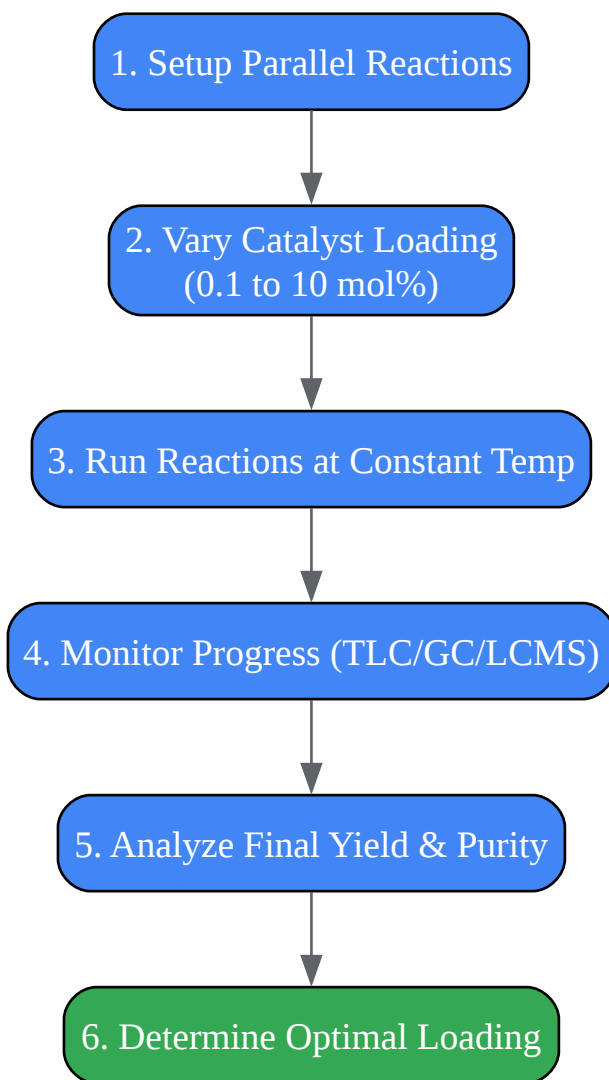 1. Setup Parallel Reactions
2. Vary Catalyst Loading
(0.1 to 10 mol%)
3. Run Reactions at Constant Temp
4. Monitor Progress (TLC/GC/LCMS)
5. Analyze Final Yield & Purity
6. Determine Optimal Loading